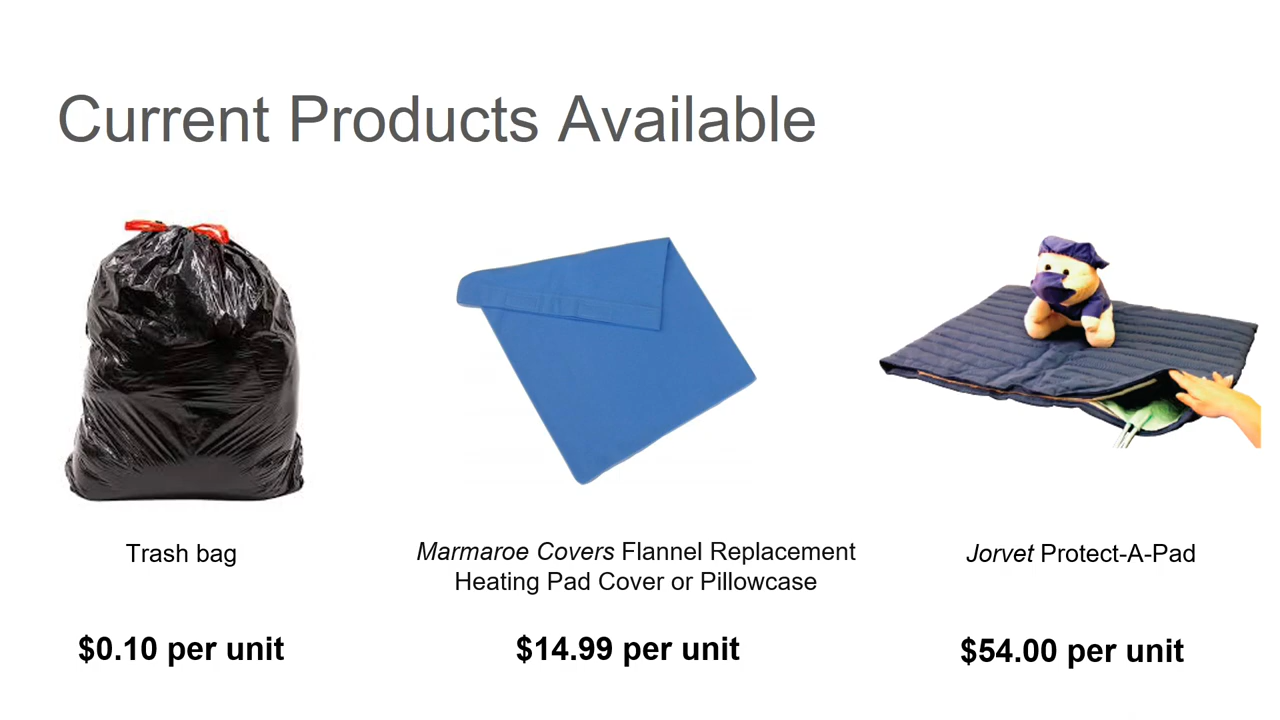 Current Products Available
Trash bag
Marmaroe Covers Flannel Replacement
Heating Pad Cover or Pillowcase
Jorvet Protect-A-Pad
$0.10 per unit
$14.99 per unit
$54.00 per unit